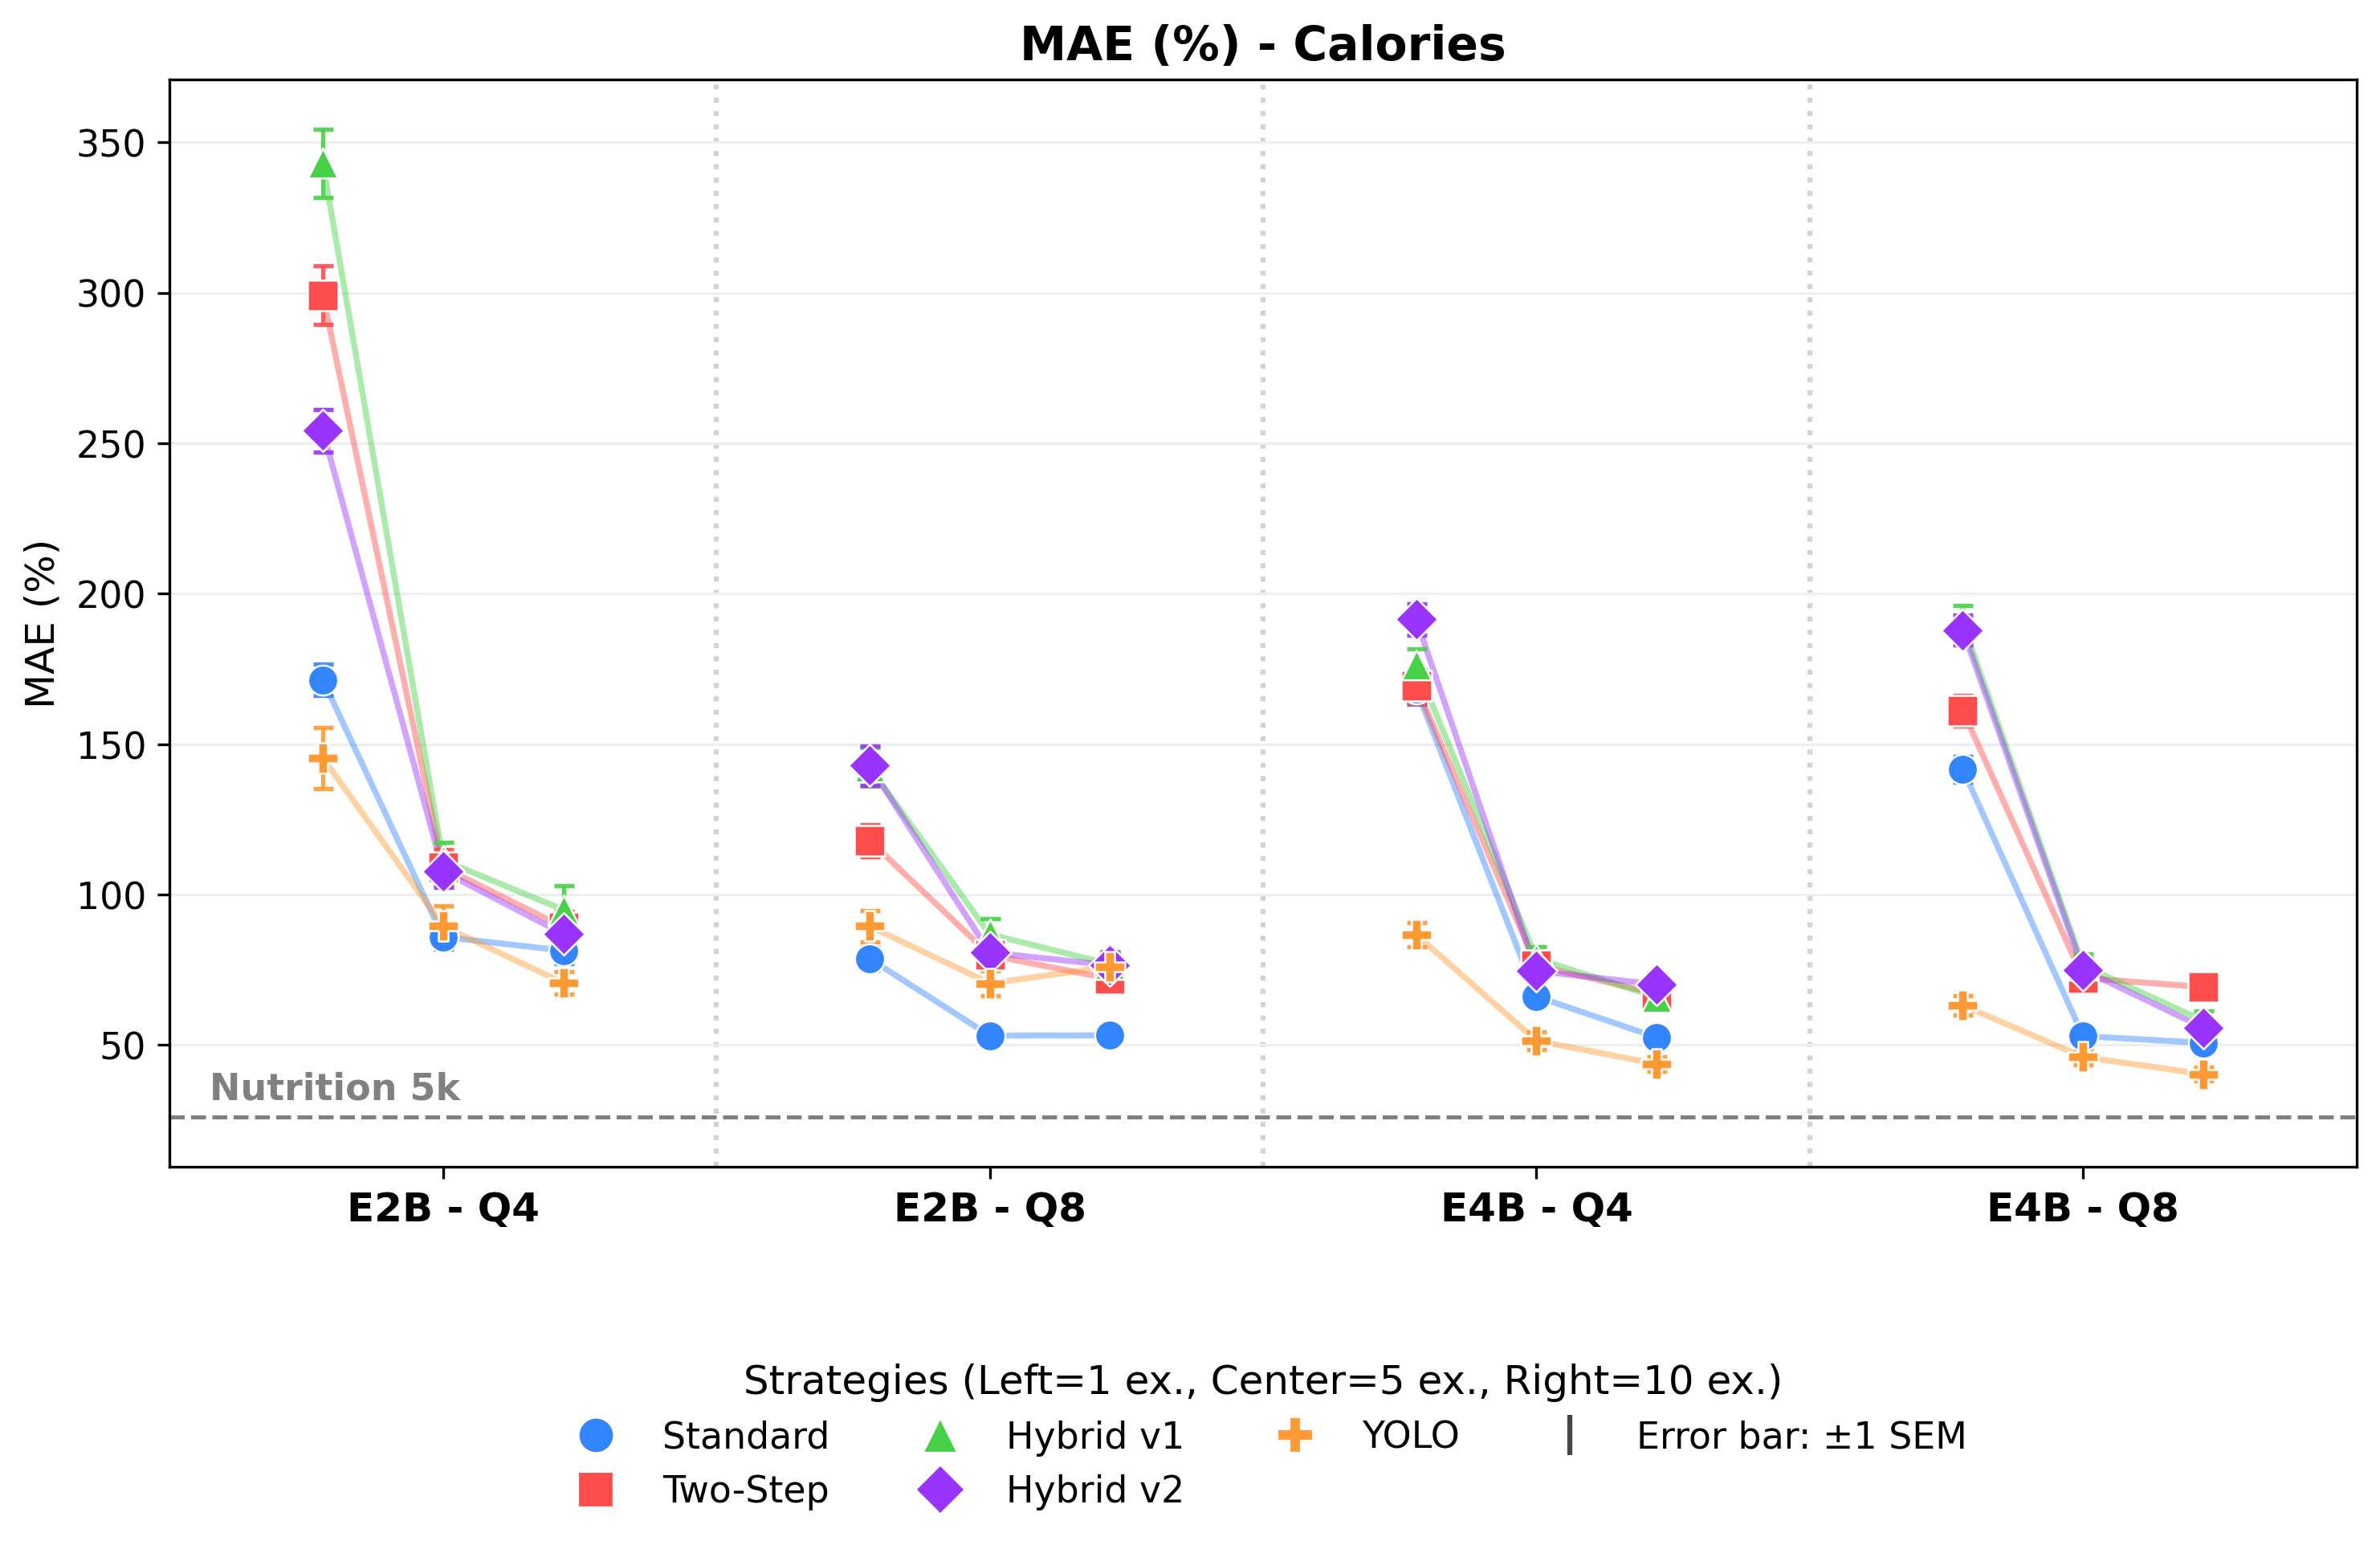 MAE (%) - Calories
MAE (%)
350
300
250
200
150
100
50
Nutrition 5k
E2B - Q4
E2B - Q8
E4B - Q4
E4B - Q8
Strategies (Left=1 ex., Center=5 ex., Right=10 ex.)
Standard
Two-Step
Hybrid v1
Hybrid v2
YOLO
Error bar: ±1 SEM